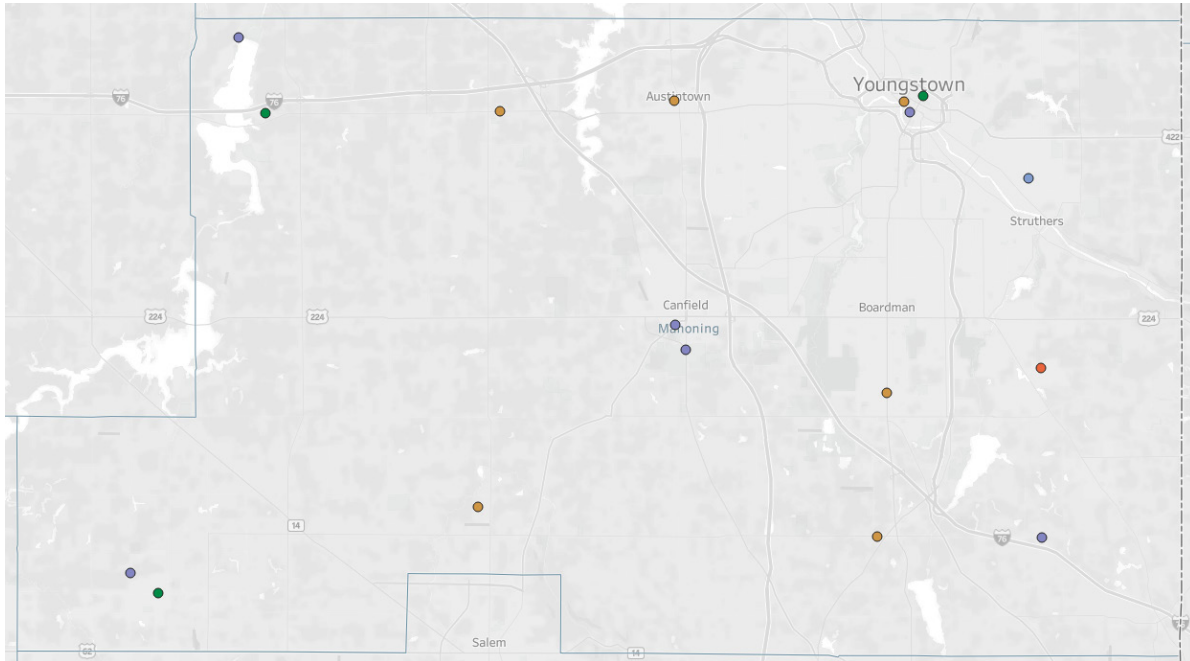 Youngstown
76
76
Austintown
422
Struthers
Canfield
Boardman
224
224
224
Mahoning
14
76
Salem
62
14